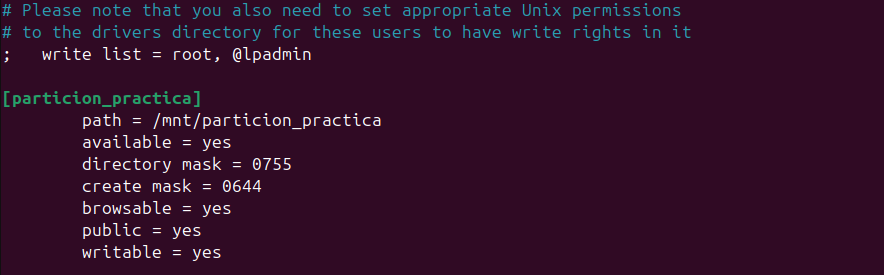 # Please note that you also need to set appropriate Unix permissions
# to the drivers directory for these users to have write rights in it
;   write list = root, @lpadmin

[particion_practica]
        path = /mnt/particion_practica
        available = yes
        directory mask = 0755
        create mask = 0644
        browsable = yes
        public = yes
        writable = yes